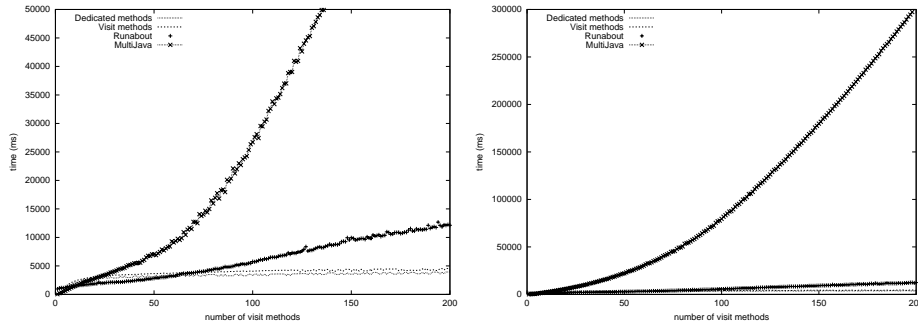 50000
45000
40000
35000
30000
25000
20000
15000
10000
5000
0
time (ms)
Dedicated methods
Visit methods
Runabout
MultiJava
0 50 100 150 200
number of visit methods
300000
250000
200000
150000
100000
50000
0
time (ms)
Dedicated methods
Visit methods
Runabout
MultiJava
0 50 100 150 200
number of visit methods